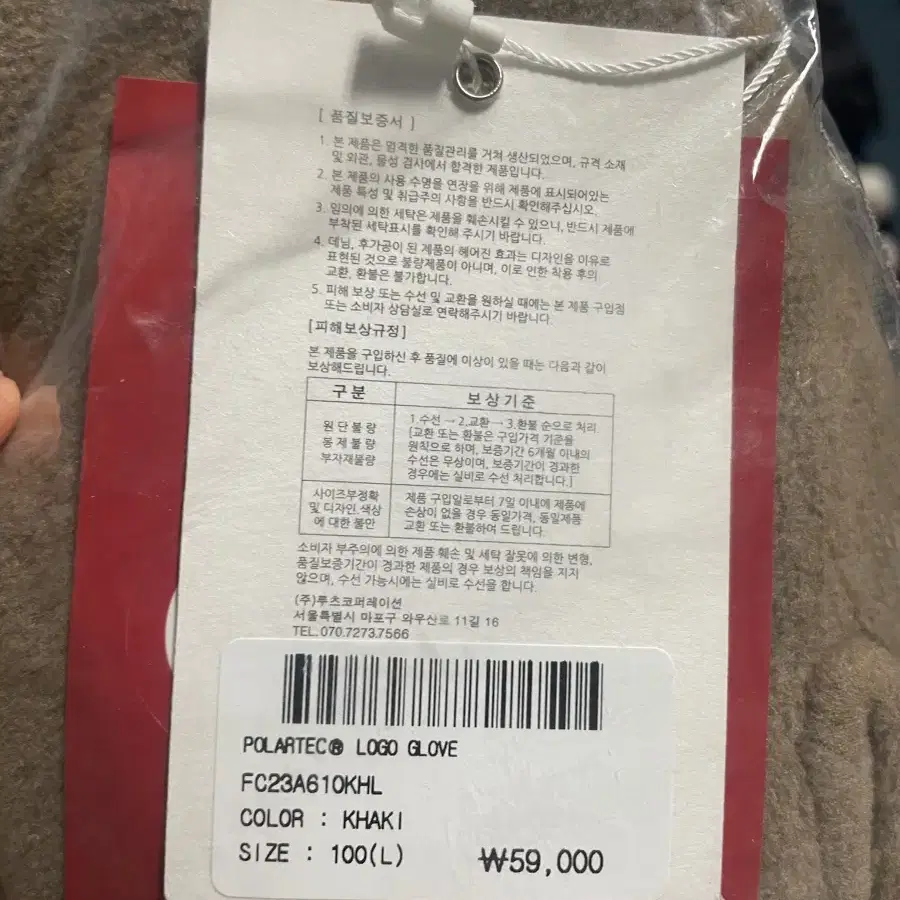 [ 품질보증서 ]
1. 본 제품은 엄격한 품질관리를 거쳐 생산되었으며, 규격 소재
및 외관, 물성 검사에서 합격한 제품입니다.
2. 본 제품의 사용 수명을 연장을 위해 제품에 표시되어있는
제품 특성 및 취급주의 사항을 반드시 확인해주십시오.
3. 임의에 의한 세탁은 제품을 훼손시킬 수 있으니, 반드시 제품에
부착된 세탁표시를 확인해 주시기 바랍니다.
4. 데님, 후가공이 된 제품의 헤어진 효과는 디자인을 이유로
표현된 것으로 불량제품이 아니며, 이로 인한 착용 후의
교환, 환불은 불가합니다.
5. 피해 보상 또는 수선 및 교환을 원하실 때에는 본 제품 구입점
또는 소비자 상담실로 연락해주시기 바랍니다.
[피해보상규정]
본 제품을 구입하신 후 품질에 이상이 있을 때는 다음과 같이
보상해드립니다.
구 분 보 상 기 준
원 단 불 량
봉 제 불 량
부자재불량
1.수선 → 2.교환 → 3.환불 순으로 처리
[교환 또는 환불은 구입가격 기준을
원칙으로 하며, 보증기간 6개월 이내의
수선은 무상이며, 보증기간이 경과한
경우에는 실비로 수선 처리합니다.]
사이즈부정확
및 디자인,색상
에 대한 불만
제품 구입일로부터 7일 이내에 제품에
손상이 없을 경우 동일가격, 동일제품
교환 또는 환불하여 드립니다.
소비자 부주의에 의한 제품 훼손 및 세탁 잘못에 의한 변형,
품질보증기간이 경과한 제품의 경우 보상의 책임을 지지
않으며, 수선 가능시에는 실비로 수선을 합니다.
(주)루츠코퍼레이션
서울특별시 마포구 와우산로 11길 16
TEL. 070.7273.7566
POLARTEC® LOGO GLOVE
FC23A610KHL
COLOR : KHAKI
SIZE : 100(L) ₩59,000